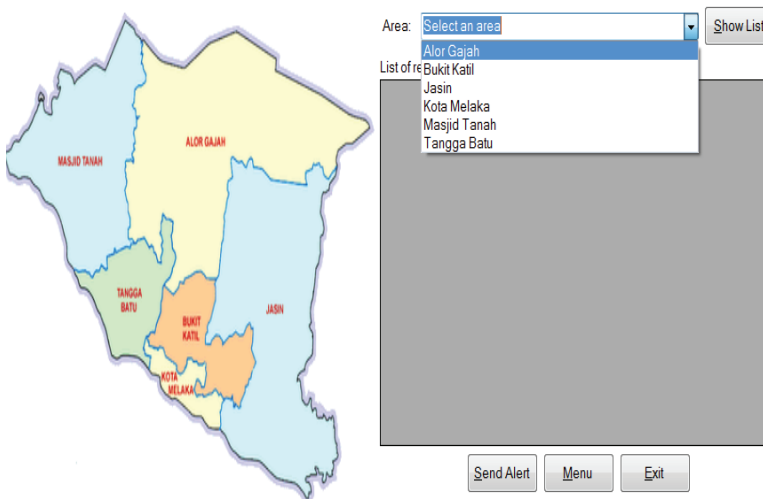 Area:
Select an area
Show List
Alor Gajah
List of re
Bukit Katil
Jasin
Kota Melaka
Masjid Tanah
Tangga Batu
ALOR GAJAH
MASJID TANAH
TANGGA
BATU
BUKIT
KATIL
JASIN
KOTA
MELAKA
Send Alert
Menu
Exit